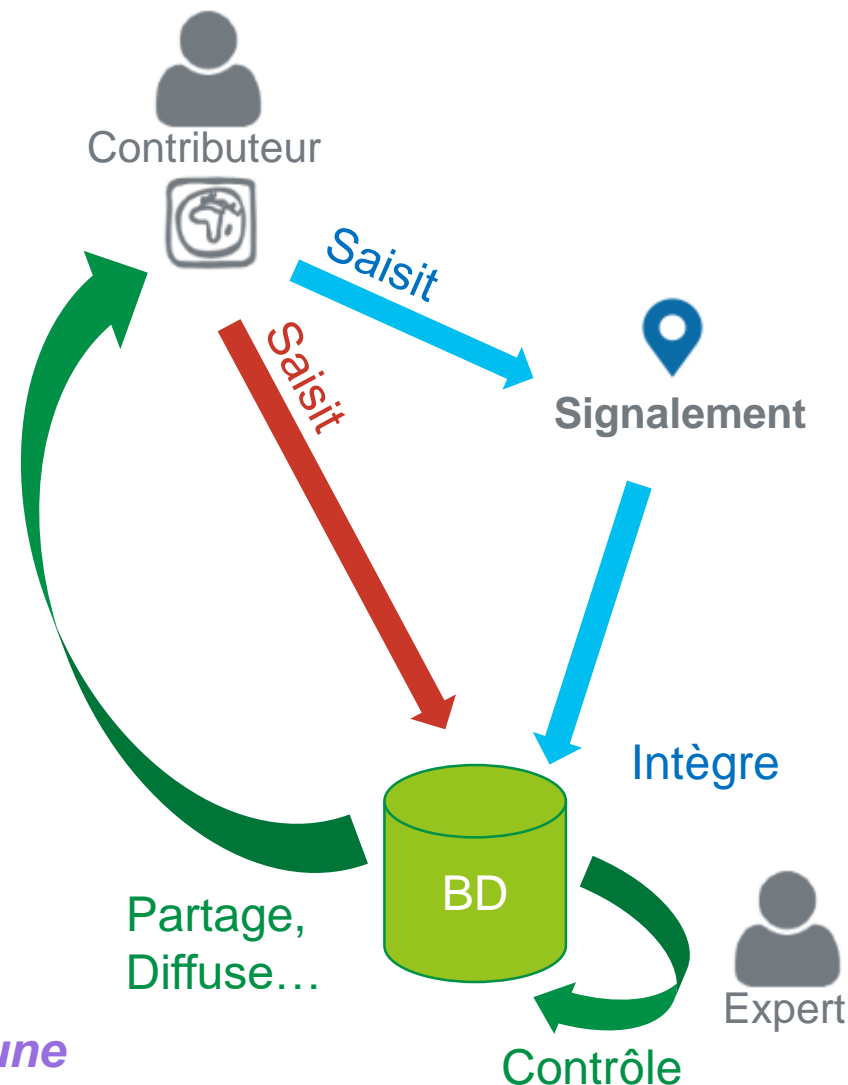 Contributeur
Saisit
Saisit
Signalement
Intègre
BD
Partage,
Diffuse…
Expert
Contrôle